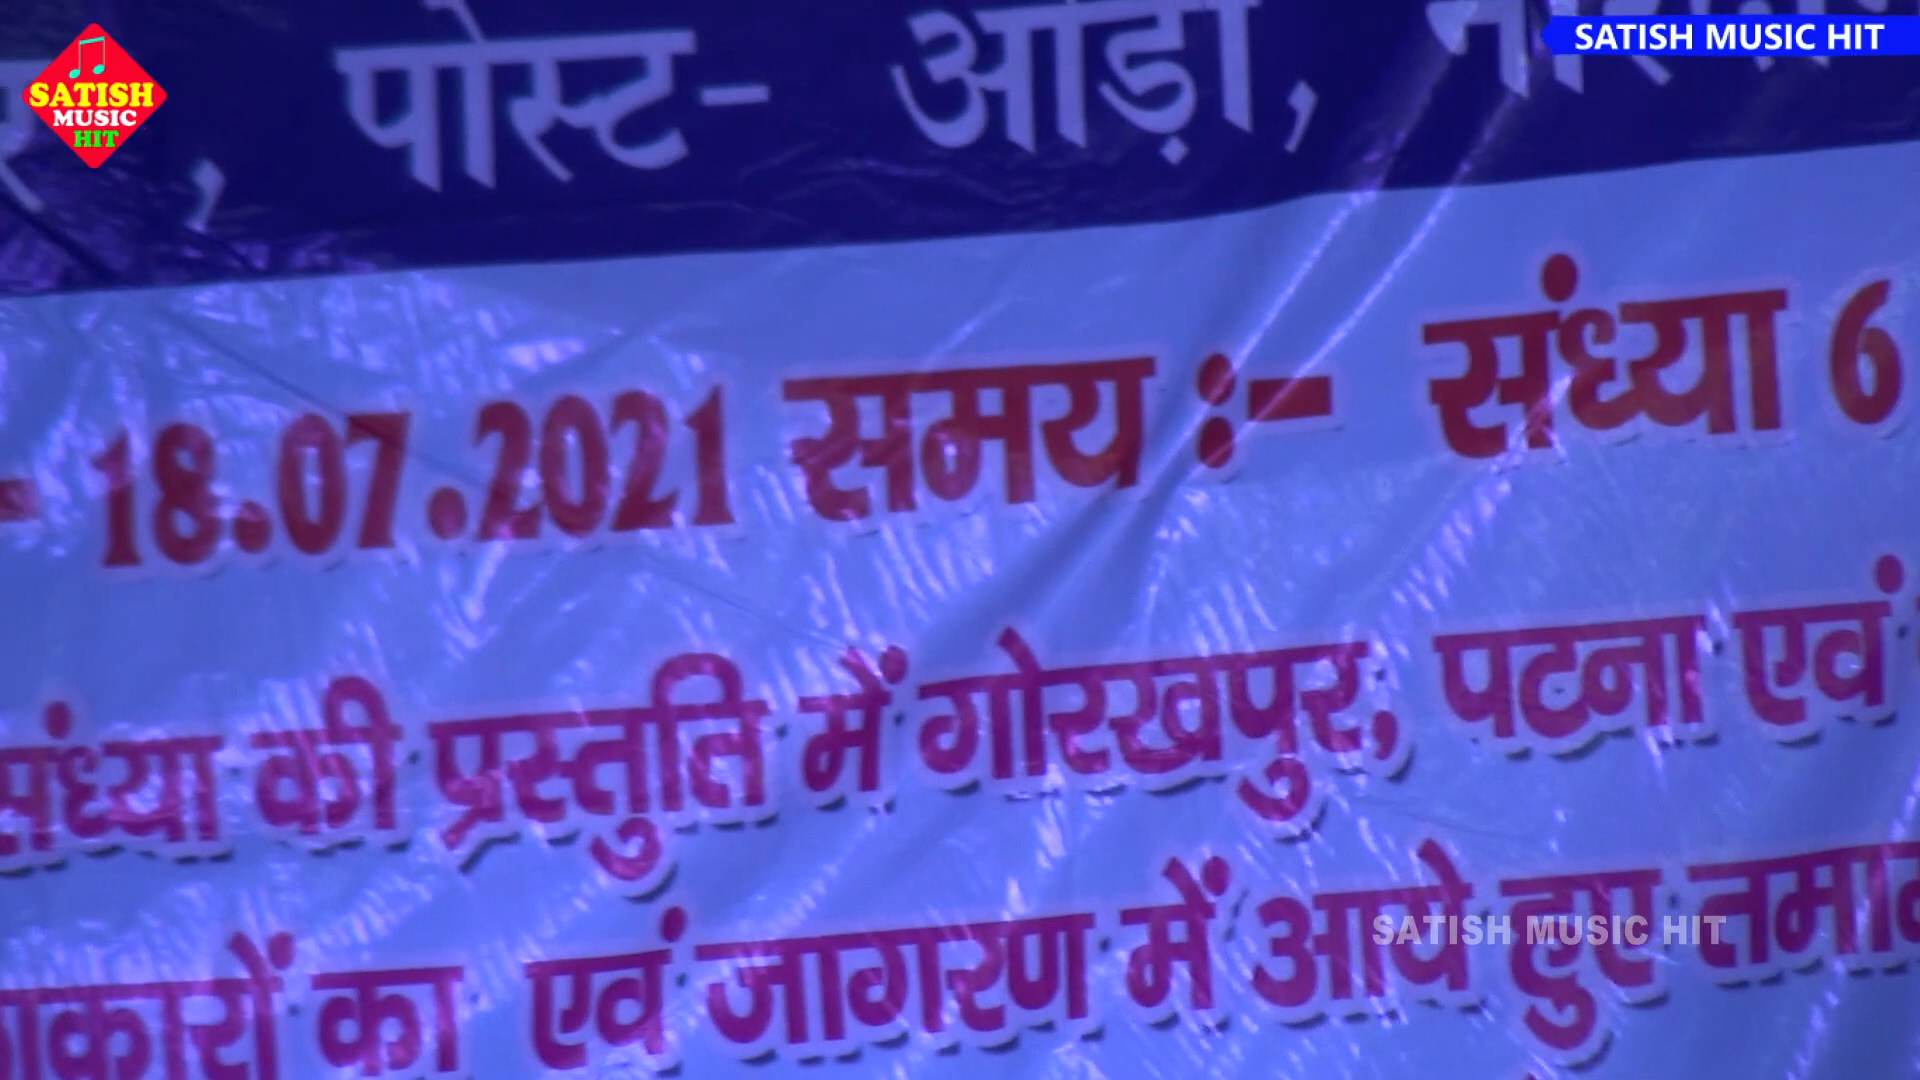 SATISH MUSIC HIT
SATISH
MUSIC
HIT
, पोस्ट- ओड़ो,
- 18.07.2021 समय :- संध्या 6
संध्या की प्रस्तुति में गोरखपुर, पटना एवं
का एवं जागरण में आये हुए
SATISH MUSIC HIT